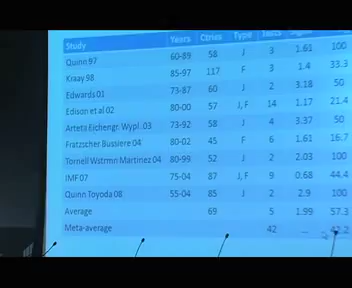 Study Years Ctries Type
Quinn 97 60-89 58 J 3 1.61 100
Kraay 98 85-97 117 F 3 1.4 33.3
Edwards 01 73-87 60 J 2 3.18 50
Edison et al 02 80-00 57 J, F 14 1.17 21.4
Arteta Eichengr. Wypl. 03 73-92 58 J 4 3.37 50
Fratzscher Bussiere 04 80-02 45 F 6 1.61 16.7
Tornell Wstrmn Martinez 04 80-99 52 J 2 2.03 100
IMF 07 75-04 87 J, F 9 0.68 44.4
Quinn Toyoda 08 55-04 85 J 2 2.9 100
Average 69 5 1.99 57.3
Meta-average 42 ...